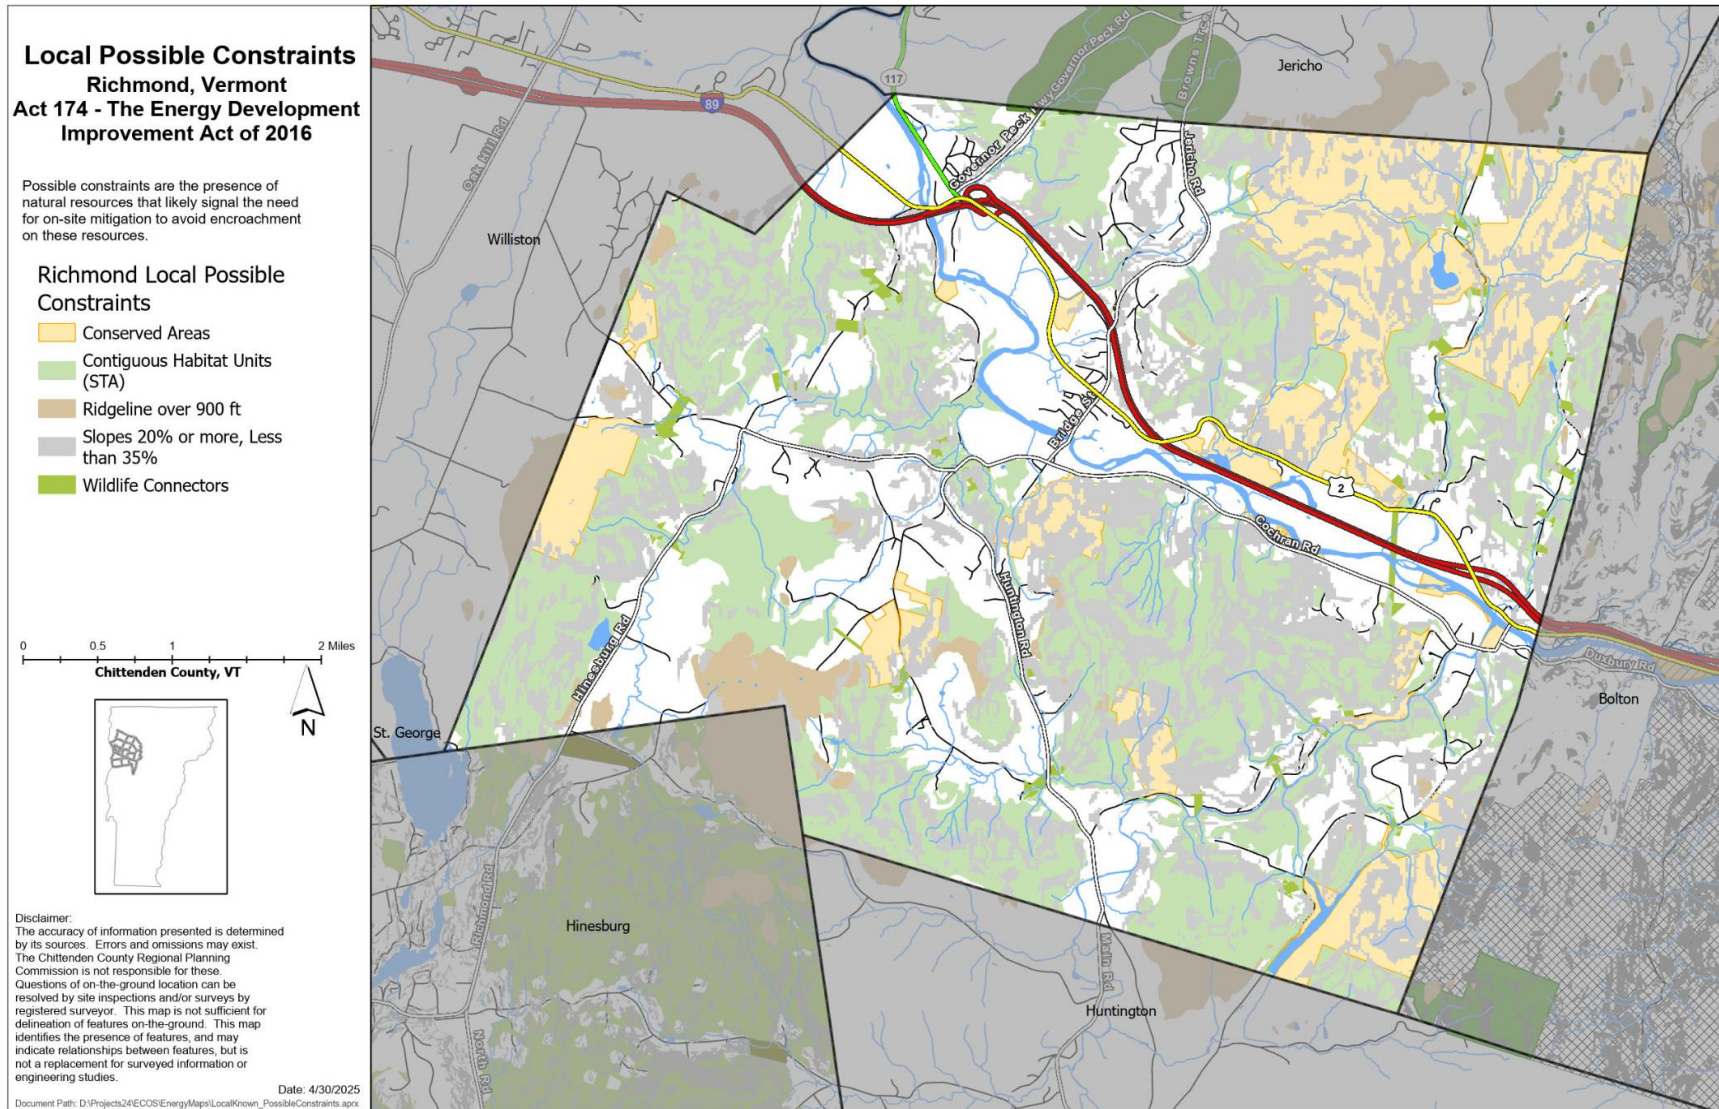 Local Possible Constraints
Richmond, Vermont
Act 174 - The Energy Development
Improvement Act of 2016
Possible constraints are the presence of
natural resources that likely signal the need
for on-site mitigation to avoid encroachment
on these resources.
Richmond Local Possible
Constraints
Conserved Areas
Contiguous Habitat Units
(STA)
Ridgeline over 900 ft
Slopes 20% or more, Less
than 35%
Wildlife Connectors
0 0.5 1 2 Miles
Chittenden County, VT
N
Disclaimer:
The accuracy of information presented is determined
by its sources. Errors and omissions may exist.
The Chittenden County Regional Planning
Commission is not responsible for these.
Questions of on-the-ground location can be
resolved by site inspections and/or surveys by
registered surveyor. This map is not sufficient for
delineation of features on-the-ground. This map
identifies the presence of features, and may
indicate relationships between features, but is
not a replacement for surveyed information or
engineering studies.
Date: 4/30/2025
Document Path: D:\Projects24\ECOS\EnergyMaps\LocalKnown_PossibleConstraints.aprx
Jericho
117
89
Oak Hill Rd
Governor Peck Rd
Browns Trce
Governor Peck Hwy
Jericho Rd
Williston
Bridge St
2
Cochran Rd
Huntington Rd
Hinesburg Rd
Duxbury Rd
Bolton
St. George
Richmond Rd
Hinesburg
Main Rd
Huntington
North Rd